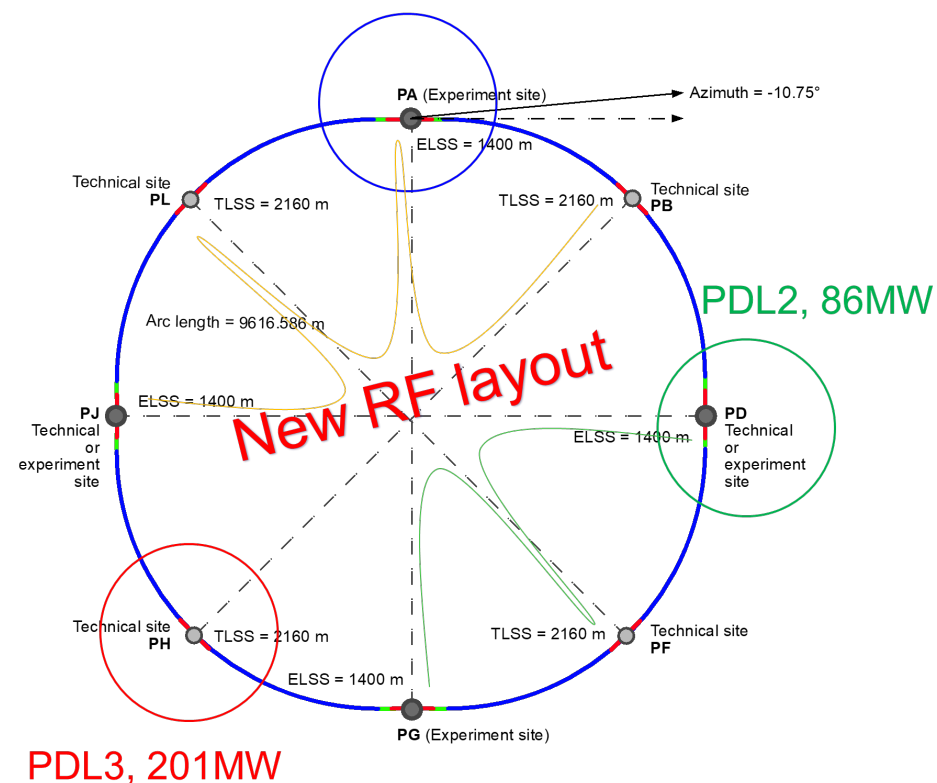 PA (Experiment site)
Azimuth = -10.75°
ELSS = 1400 m
Technical site
PL
TLSS = 2160 m
TLSS = 2160 m
Technical site
PB
PDL2, 86MW
Arc length = 9616.586 m
New RF layout
ELSS = 1400 m
PJ
Technical
or
experiment
site
ELSS = 1400 m
PD
Technical
or
experiment
site
Technical site
PH
TLSS = 2160 m
TLSS = 2160 m
Technical site
PF
ELSS = 1400 m
PG (Experiment site)
PDL3, 201MW